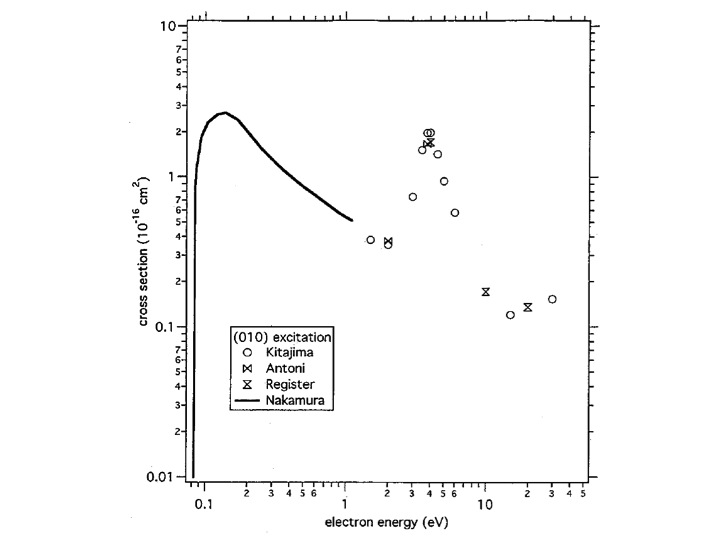 10
7
6
5
4
3
2
1
7
6
5
4
3
2
0.1
7
6
5
4
3
2
0.01
cross section (10-16 cm2)
(010) excitation
Kitajima
Antoni
Register
Nakamura
0.1 2 3 4 5 6 1 2 3 4 5 6 10 2 3 4 5
electron energy (eV)